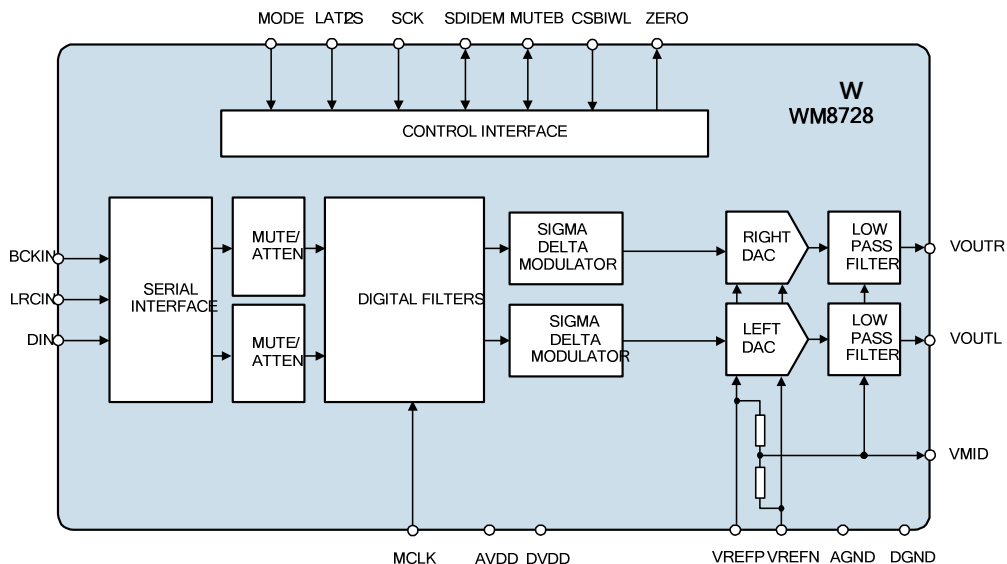 MODE LATI2S SCK SDIDEM MUTEB CSBIWL ZERO
W
WM8728
CONTROL INTERFACE
BCKIN
LRCIN
DIN
SERIAL
INTERFACE
MUTE/
ATTEN
MUTE/
ATTEN
DIGITAL FILTERS
SIGMA
DELTA
MODULATOR
SIGMA
DELTA
MODULATOR
RIGHT
DAC
LEFT
DAC
LOW
PASS
FILTER
LOW
PASS
FILTER
VOUTR
VOUTL
VMID
MCLK AVDD DVDD VREFP VREFN AGND DGND